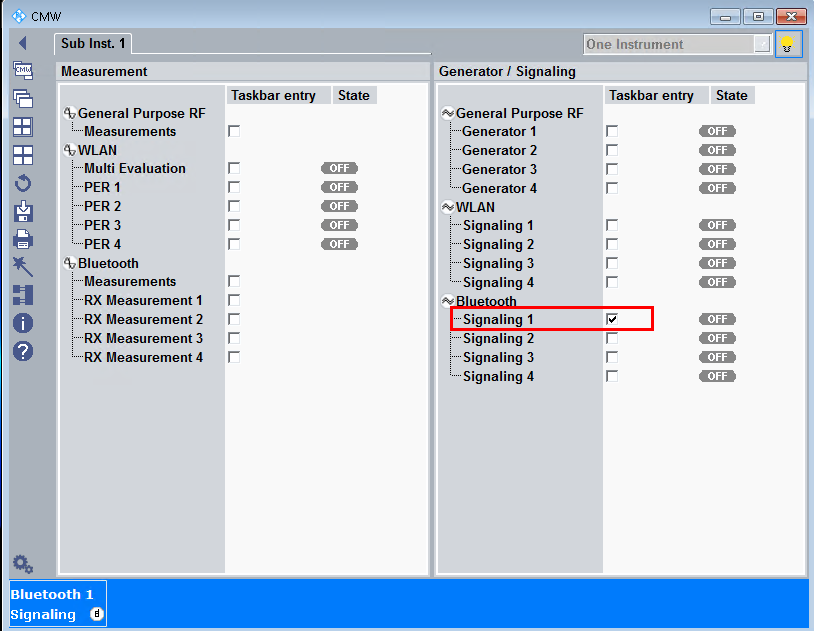 CMW
Sub Inst. 1
One Instrument
CMW
Measurement
Taskbar entry State
General Purpose RF
Measurements
WLAN
Multi Evaluation OFF
PER 1 OFF
PER 2 OFF
PER 3 OFF
PER 4 OFF
Bluetooth
Measurements
RX Measurement 1
RX Measurement 2
RX Measurement 3
RX Measurement 4
Generator / Signaling
Taskbar entry State
General Purpose RF
Generator 1 OFF
Generator 2 OFF
Generator 3 OFF
Generator 4 OFF
WLAN
Signaling 1 OFF
Signaling 2 OFF
Signaling 3 OFF
Signaling 4 OFF
Bluetooth
Signaling 1 OFF
Signaling 2 OFF
Signaling 3 OFF
Signaling 4 OFF
Bluetooth 1
Signaling